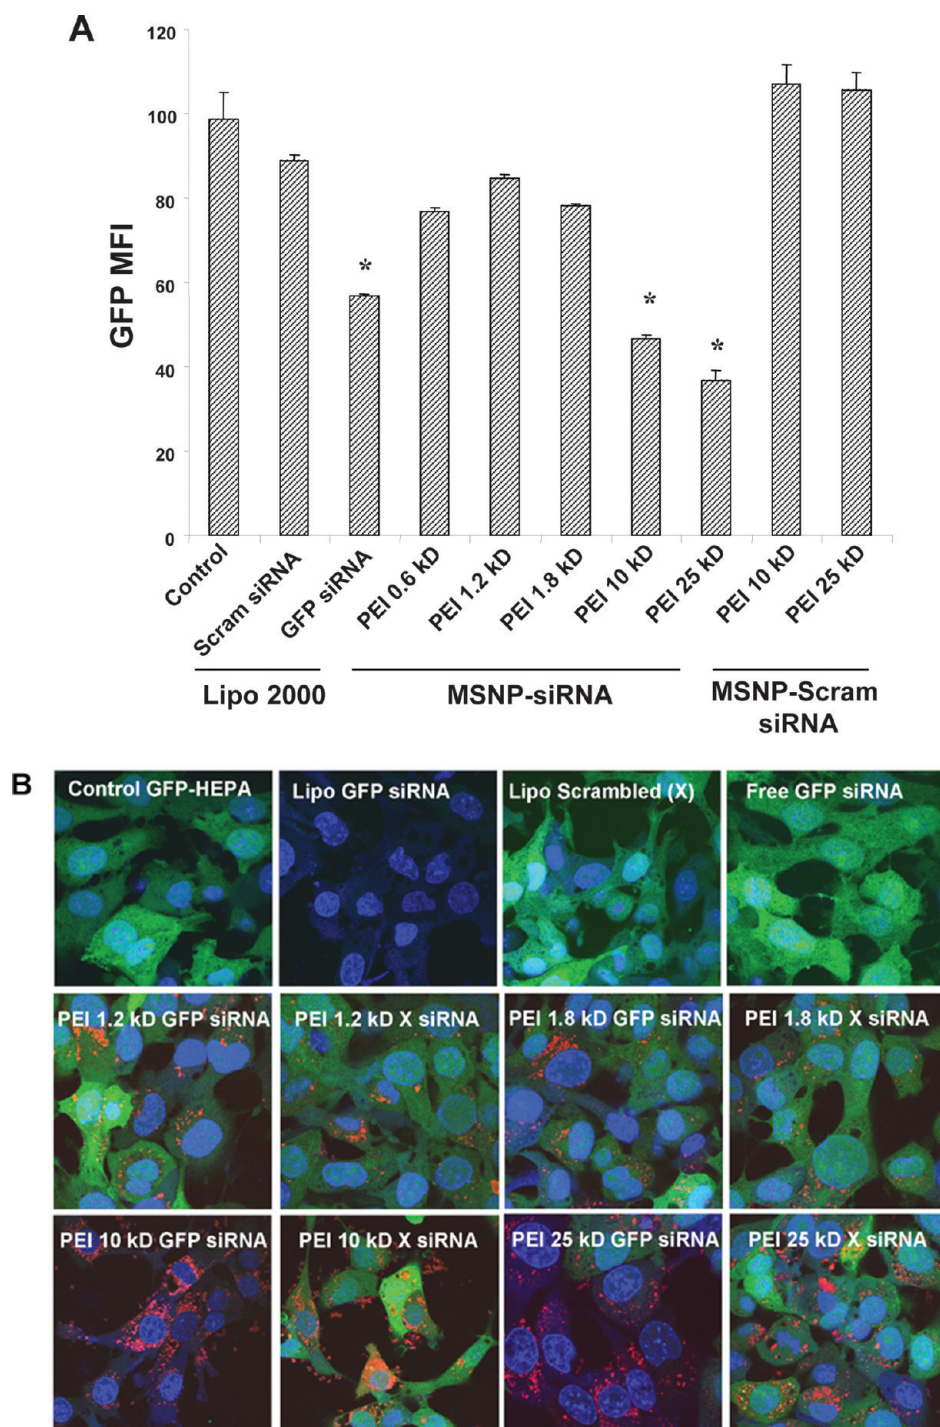 A
120
100
80
60
40
20
0
GFP MFI
*
*
*
Control
Scram siRNA
GFP siRNA
PEI 0.6 kD
PEI 1.2 kD
PEI 1.8 kD
PEI 10 kD
PEI 25 kD
PEI 10 kD
PEI 25 kD
Lipo 2000
MSNP-siRNA
MSNP-Scram
siRNA
B
Control GFP-HEPA
Lipo GFP siRNA
Lipo Scrambled (X)
Free GFP siRNA
PEI 1.2 kD GFP siRNA
PEI 1.2 kD X siRNA
PEI 1.8 kD GFP siRNA
PEI 1.8 kD X siRNA
PEI 10 kD GFP siRNA
PEI 10 kD X siRNA
PEI 25 kD GFP siRNA
PEI 25 kD X siRNA